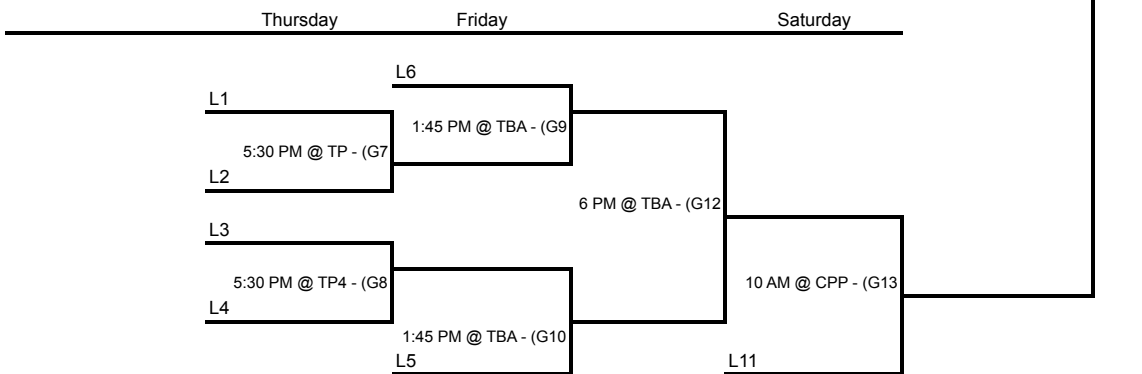 Thursday Friday Saturday
L6
L1
1:45 PM @ TBA - (G9
5:30 PM @ TP - (G7
L2
6 PM @ TBA - (G12
L3
5:30 PM @ TP4 - (G8
10 AM @ CPP - (G13
L4
1:45 PM @ TBA - (G10
L5 L11